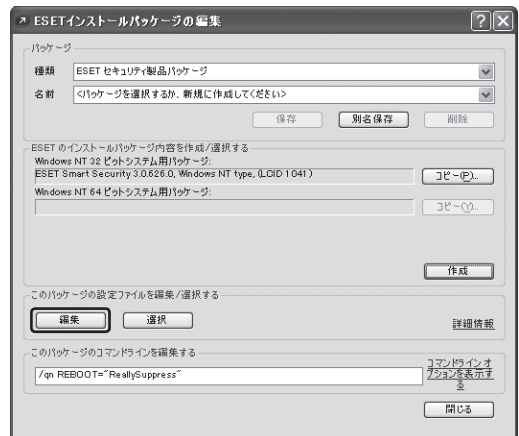 ESETインストールパッケージの編集
パッケージ
種類 ESET セキュリティ製品パッケージ
名前 <パッケージを選択するか、新規に作成してください>
保存 別名保存 削除
ESET のインストールパッケージ内容を作成/選択する
Windows NT 32 ビットシステム用パッケージ:
ESET Smart Security 3.0.626.0, Windows NT type, (LCID 1041)
コピー(P)...
Windows NT 64 ビットシステム用パッケージ:
コピー(Y)...
作成
このパッケージの設定ファイルを編集/選択する
編集 選択 詳細情報
このパッケージのコマンドラインを編集する
/qn REBOOT="ReallySuppress"
コマンドライン オ
プションを表示す
る
閉じる